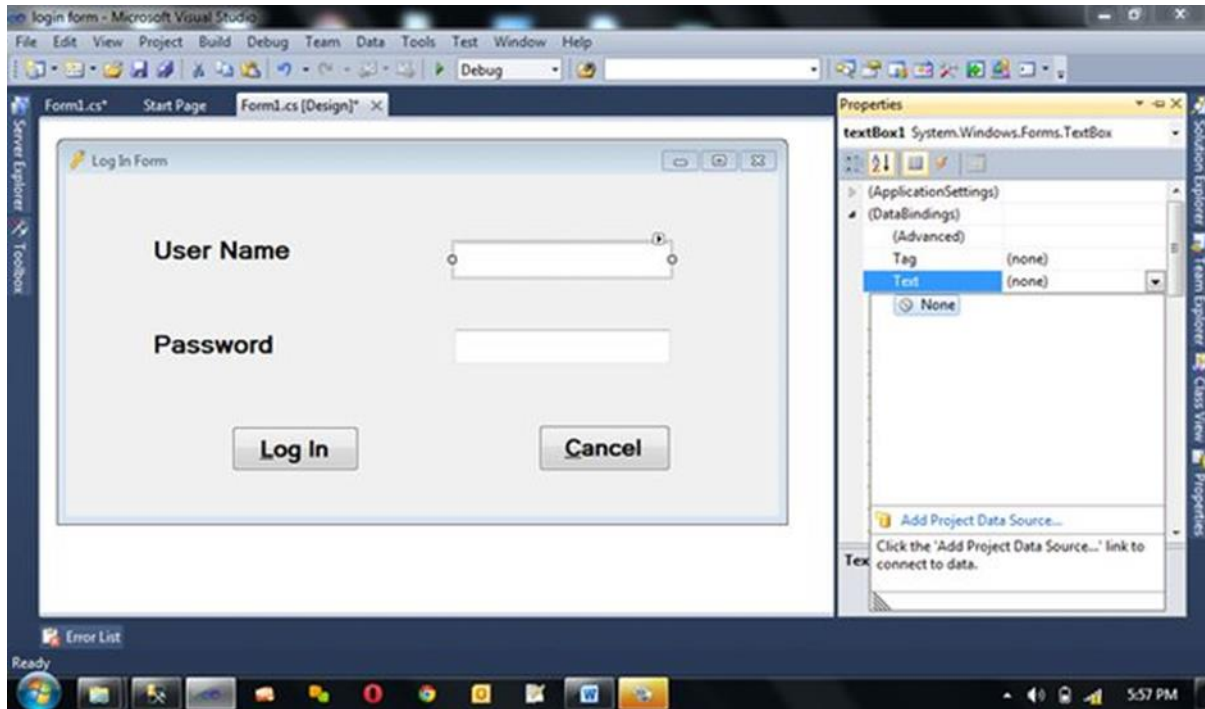 login form - Microsoft Visual Studio
File Edit View Project Build Debug Team Data Tools Test Window Help
Debug
Form1.cs* Start Page Form1.cs [Design]*
Server Explorer
Toolbox
Log In Form
User Name
Password
Log In Cancel
Properties
textBox1 System.Windows.Forms.TextBox
(ApplicationSettings)
(DataBindings)
(Advanced)
Tag (none)
Text (none)
None
Add Project Data Source...
Click the 'Add Project Data Source...' link to
Tex connect to data.
Solution Explorer
Team Explorer
Class View
Properties
Error List
Ready
5:57 PM